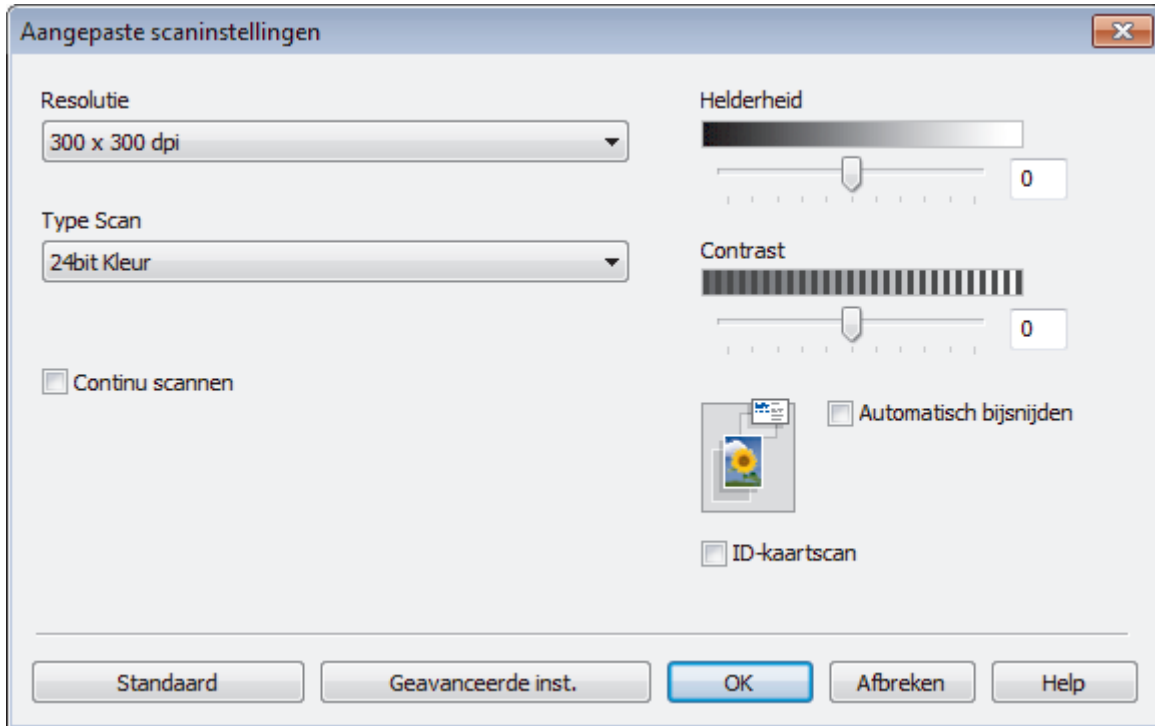 Aangepaste scaninstellingen
Resolutie
300 x 300 dpi
Type Scan
24bit Kleur
Continu scannen
Helderheid
0
Contrast
0
Automatisch bijsnijden
ID-kaartscan
Standaard
Geavanceerde inst.
OK
Afbreken
Help